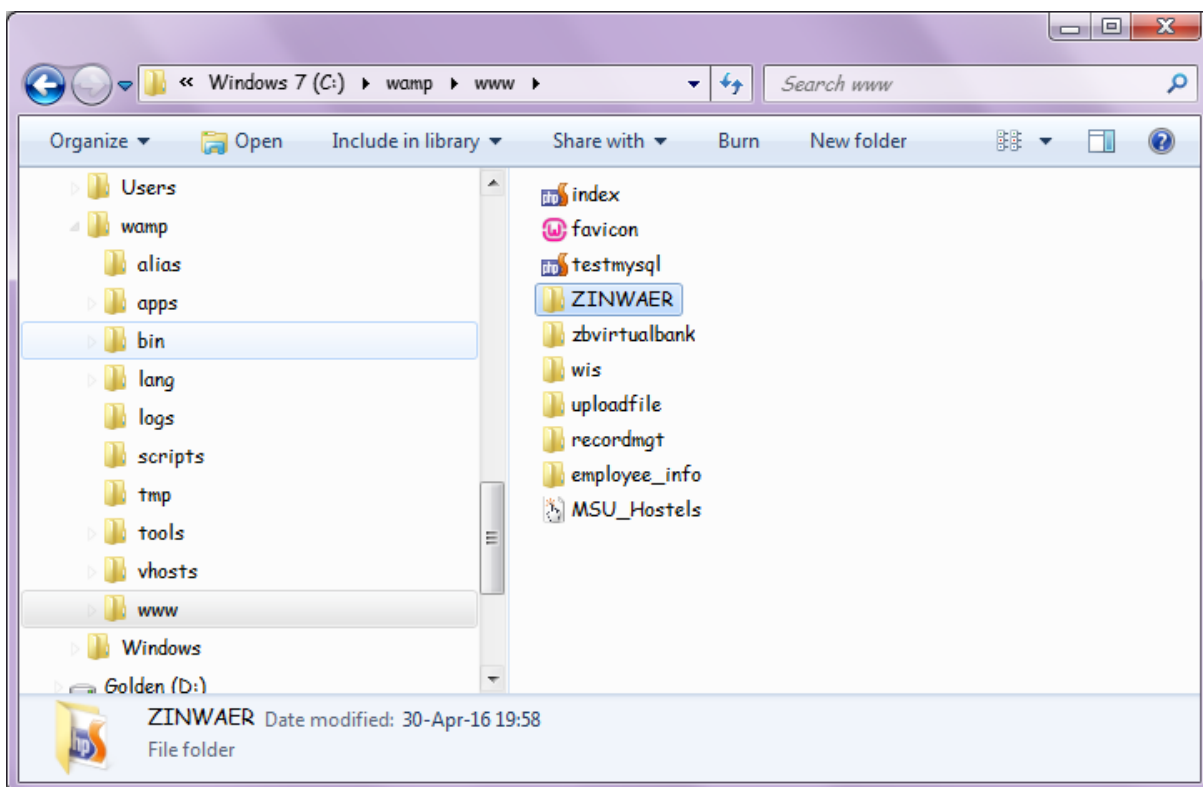 « Windows 7 (C:) ▸ wamp ▸ www ▸ Search www
Organize Open Include in library Share with Burn New folder
Users
wamp
alias
apps
bin
lang
logs
scripts
tmp
tools
vhosts
www
Windows
Golden (D:)
index
favicon
testmysql
ZINWAER
zbvirtualbank
wis
uploadfile
recordmgt
employee_info
MSU_Hostels
ZINWAER Date modified: 30-Apr-16 19:58
File folder